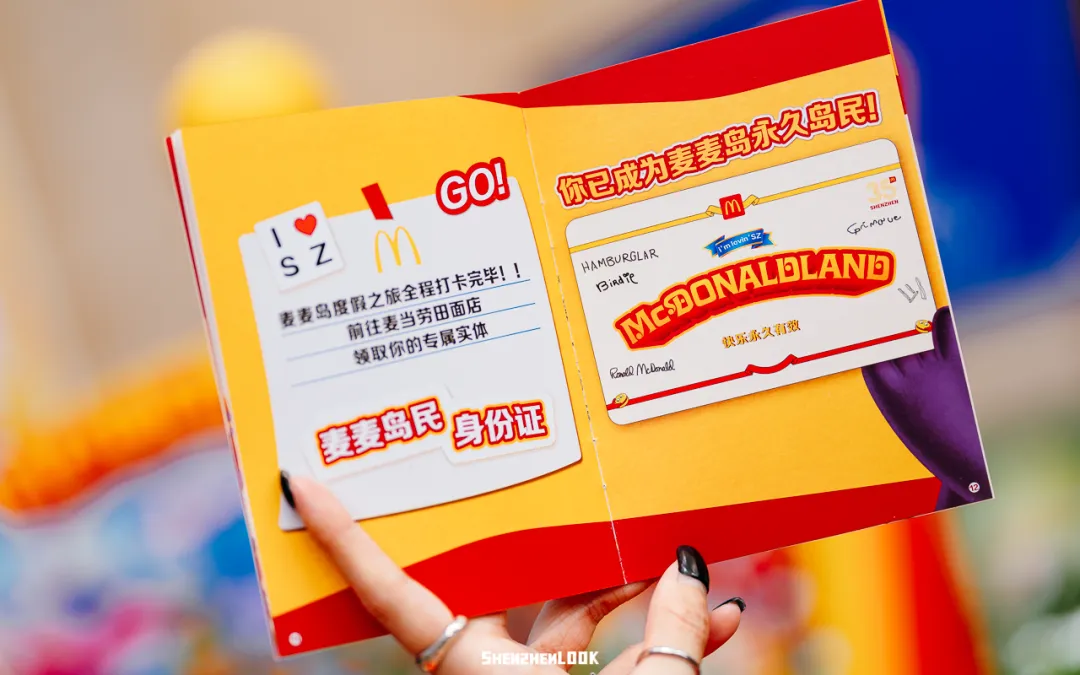 GO!
I ❤ SZ
麦麦岛度假之旅全程打卡完毕！！
前往麦当劳田面店
领取你的专属实体
麦麦岛民 身份证
你已成为麦麦岛永久岛民!
35
SHENZHEN
I'm lovin' SZ
HAMBURGLAR
Grimace
Birdie
McDONALDLAND
快乐永久有效
Ronald McDonald
12
SHENZHENLOOK